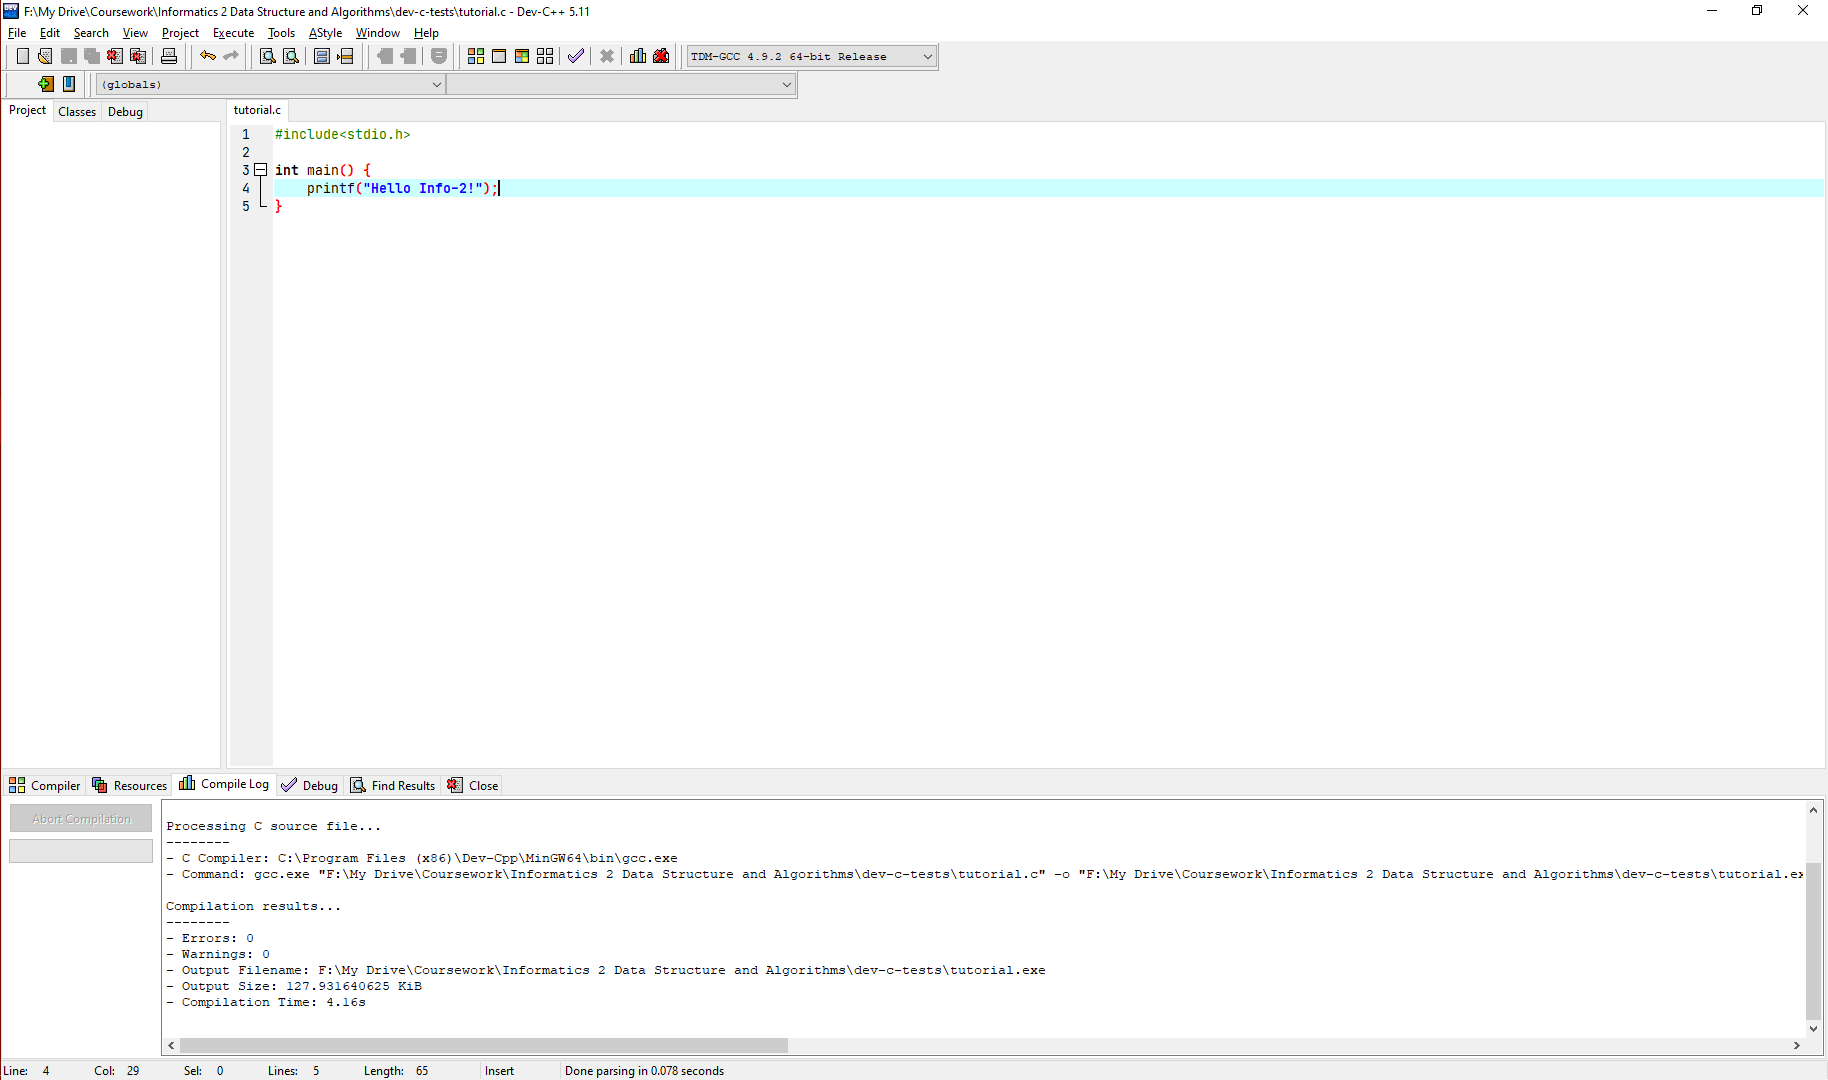 F:\My Drive\Coursework\Informatics 2 Data Structure and Algorithms\dev-c-tests\tutorial.c - Dev-C++ 5.11
File Edit Search View Project Execute Tools AStyle Window Help
TDM-GCC 4.9.2 64-bit Release
(globals)
Project Classes Debug
tutorial.c
1 #include<stdio.h>
2
3 int main() {
4 printf("Hello Info-2!");
5 }
Compiler Resources Compile Log Debug Find Results Close
Abort Compilation
Processing C source file...
--------
- C Compiler: C:\Program Files (x86)\Dev-Cpp\MinGW64\bin\gcc.exe
- Command: gcc.exe "F:\My Drive\Coursework\Informatics 2 Data Structure and Algorithms\dev-c-tests\tutorial.c" -o "F:\My Drive\Coursework\Informatics 2 Data Structure and Algorithms\dev-c-tests\tutorial.ex
Compilation results...
--------
- Errors: 0
- Warnings: 0
- Output Filename: F:\My Drive\Coursework\Informatics 2 Data Structure and Algorithms\dev-c-tests\tutorial.exe
- Output Size: 127.931640625 KiB
- Compilation Time: 4.16s
Line: 4 Col: 29 Sel: 0 Lines: 5 Length: 65 Insert Done parsing in 0.078 seconds